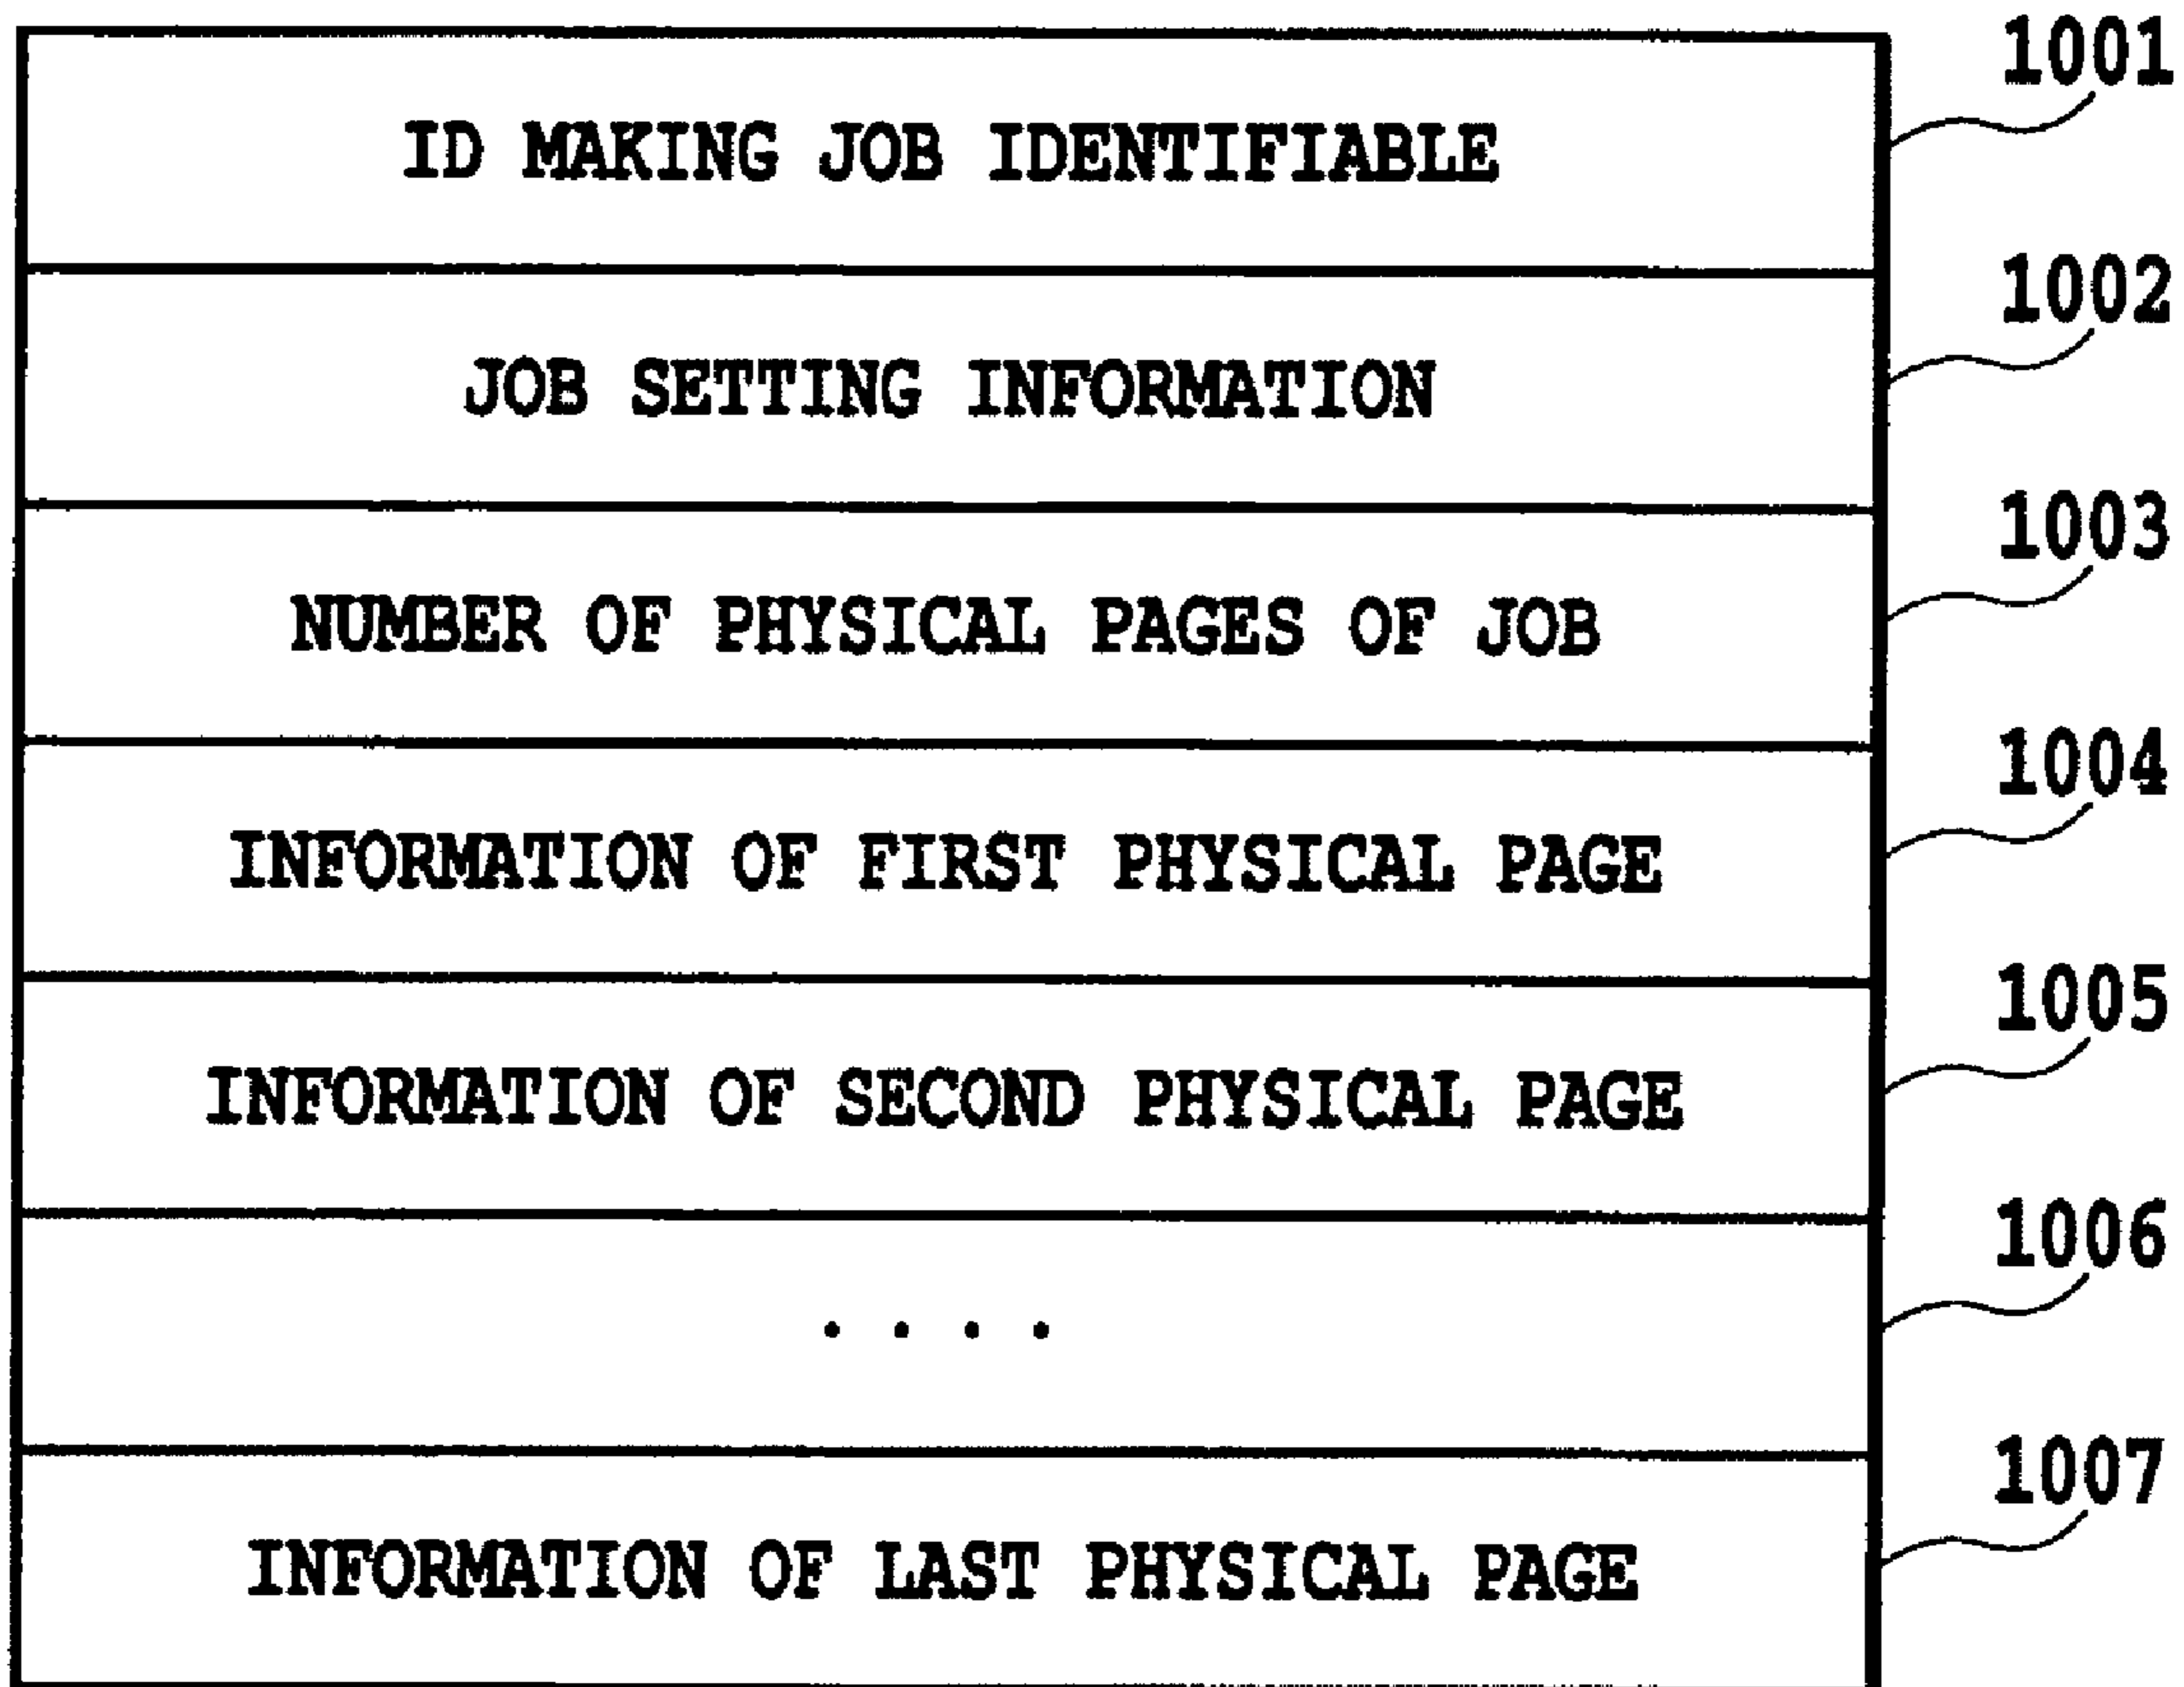 1001
ID MAKING JOB IDENTIFIABLE
1002
JOB SETTING INFORMATION
1003
NUMBER OF PHYSICAL PAGES OF JOB
1004
INFORMATION OF FIRST PHYSICAL PAGE
1005
INFORMATION OF SECOND PHYSICAL PAGE
1006
. . . .
1007
INFORMATION OF LAST PHYSICAL PAGE